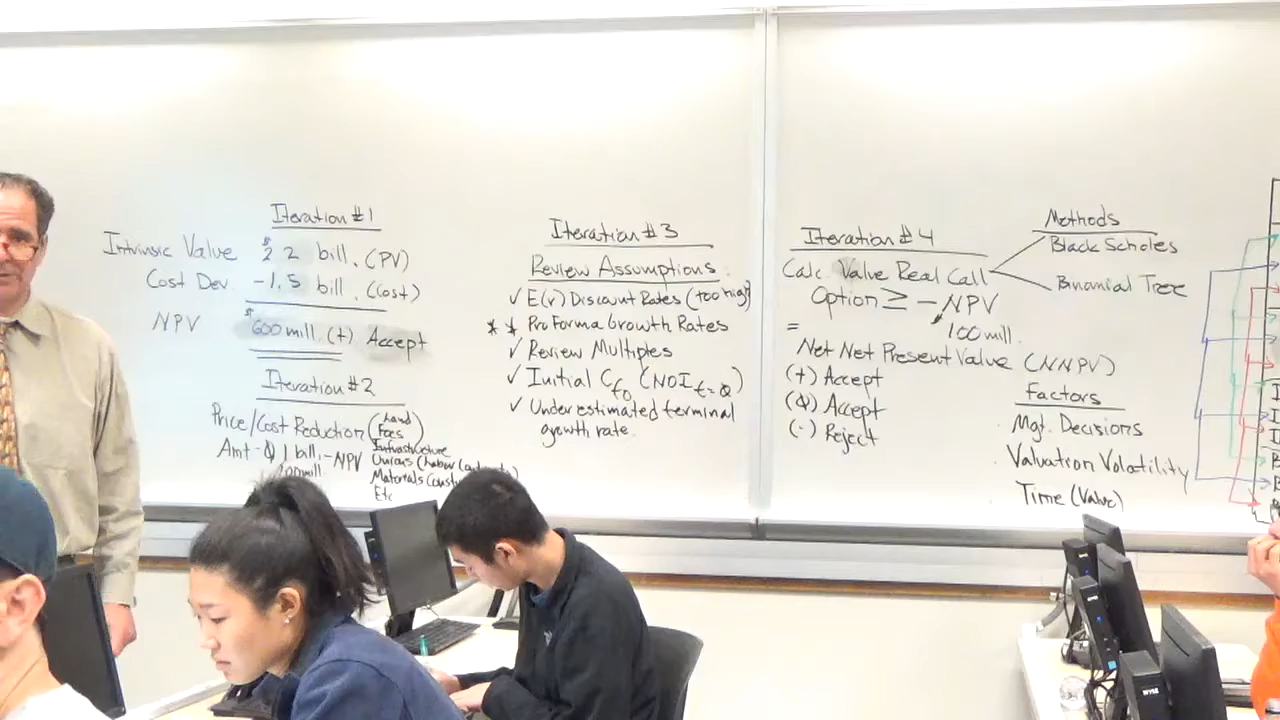 Iteration #1
Intrinsic Value $ 2.2 bill. (PV)
Cost Dev. -1.5 bill. (Cost)
NPV $600 mill. (+) Accept
Iteration #2
Price/Cost Reduction (Land
Fees
Infrastructure
Amt - 0 1 bill. - NPV
100 mill.
Materials
Etc
Iteration #3
Review Assumptions
✓ E(r) Discount Rates (too high)
** Pro Forma Growth Rates
✓ Review Multiples
✓ Initial Cf0 (NOI t=0)
✓ Underestimated terminal
growth rate.
Iteration #4
Calc. Value Real Call
Option ≥ - NPV
100 mill.
=
Net Net Present Value (NNPV)
(+) Accept
(0) Accept
(-) Reject
Methods
Black Scholes
Binomial Tree
Factors
Mgt. Decisions
Valuation Volatility
Time (Value)